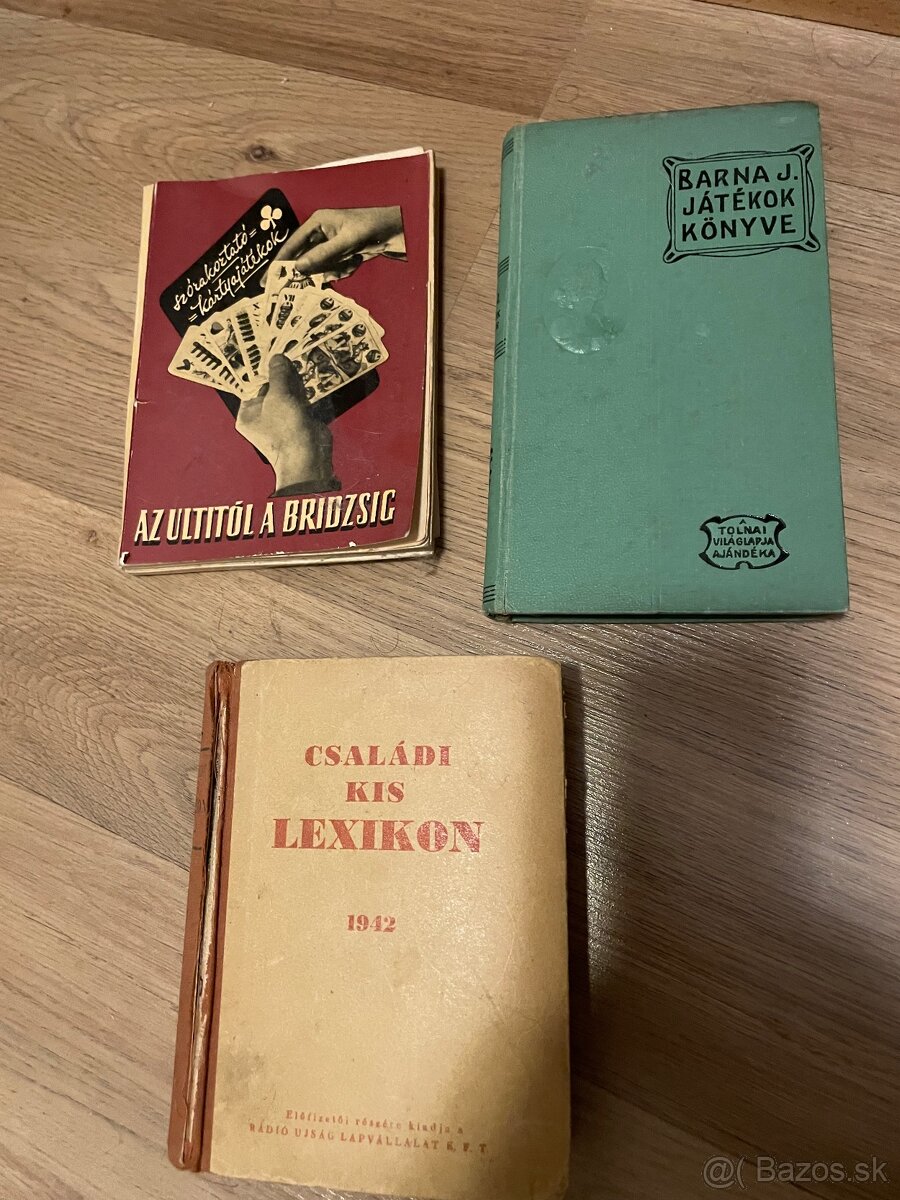 szórakoztató=
=kártyajátékok
AZ ULTITÓL A BRIDZSIG
BARNA J.
JÁTÉKOK
KÖNYVE
A
TOLNAI
VILÁGLAPJA
AJÁNDÉKA
CSALÁDI
KIS
LEXIKON
1942
Előfizetői részére kiadja a
RÁDIÓ UJSÁG LAPVÁLLALAT K. F. T.
@( Bazos.sk